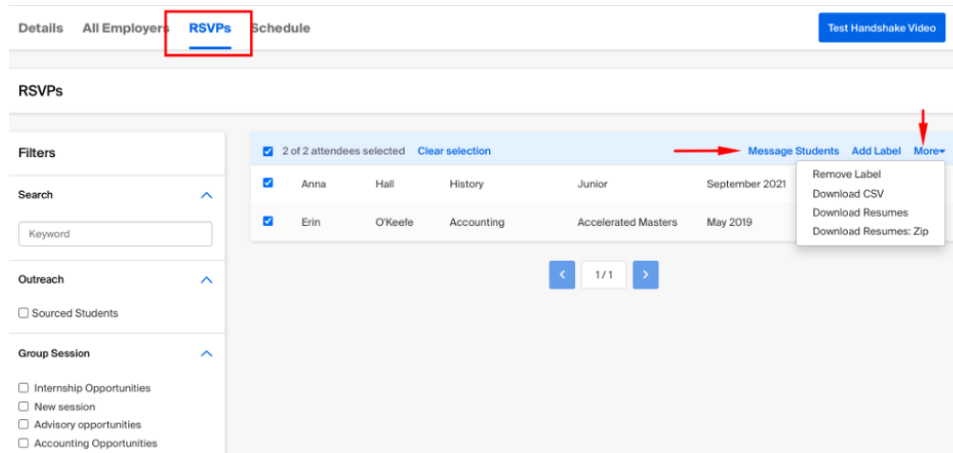 Details All Employers RSVPs Schedule Test Handshake Video
RSVPs
Filters
Search
Keyword
Outreach
Sourced Students
Group Session
Internship Opportunities
New session
Advisory opportunities
Accounting Opportunities
2 of 2 attendees selected Clear selection Message Students Add Label More
Anna Hall History Junior September 2021
Erin O'Keefe Accounting Accelerated Masters May 2019
Remove Label
Download CSV
Download Resumes
Download Resumes: Zip
1 / 1